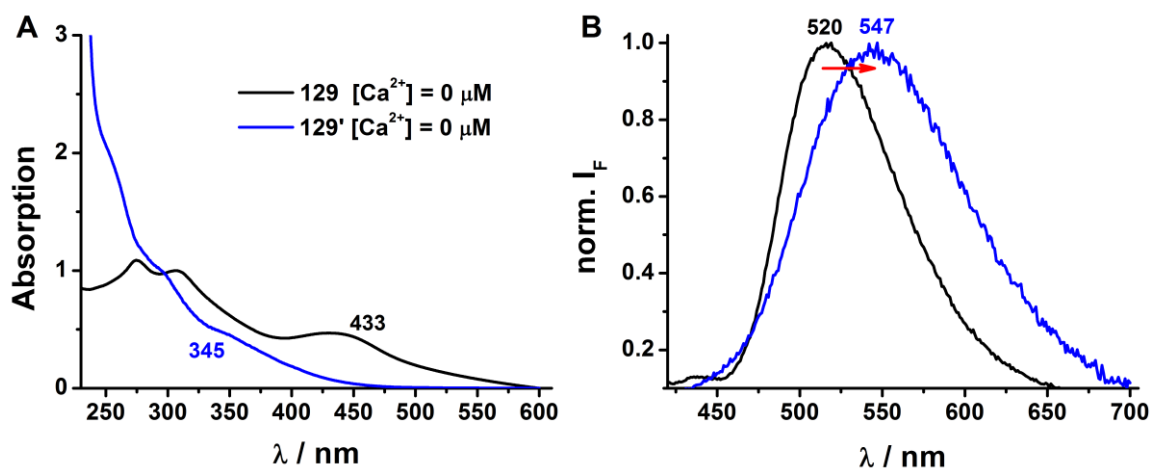 A
3
2
1
0
Absorption
129 [Ca²⁺] = 0 μM
129' [Ca²⁺] = 0 μM
345
433
250 300 350 400 450 500 550 600
λ / nm
B
520 547
1.0
0.8
0.6
0.4
0.2
norm. I_F
450 500 550 600 650 700
λ / nm